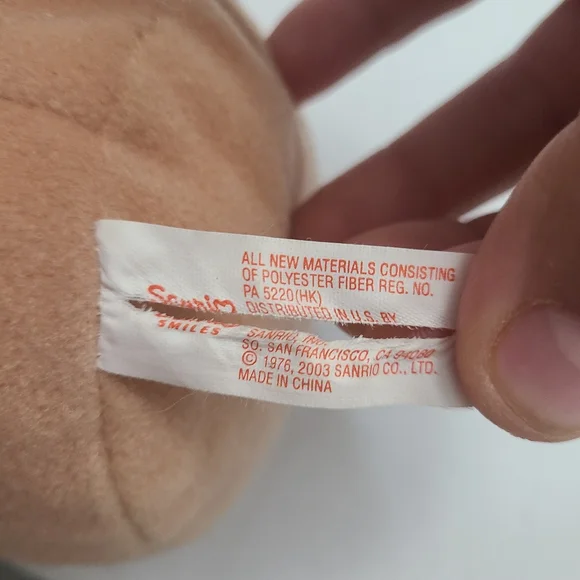 Sanrio
SMILES
ALL NEW MATERIALS CONSISTING
OF POLYESTER FIBER REG. NO.
PA 5220(HK)
DISTRIBUTED IN U.S. BY
SANRIO, INC.
SO. SAN FRANCISCO, CA 94080
© 1976, 2003 SANRIO CO., LTD.
MADE IN CHINA